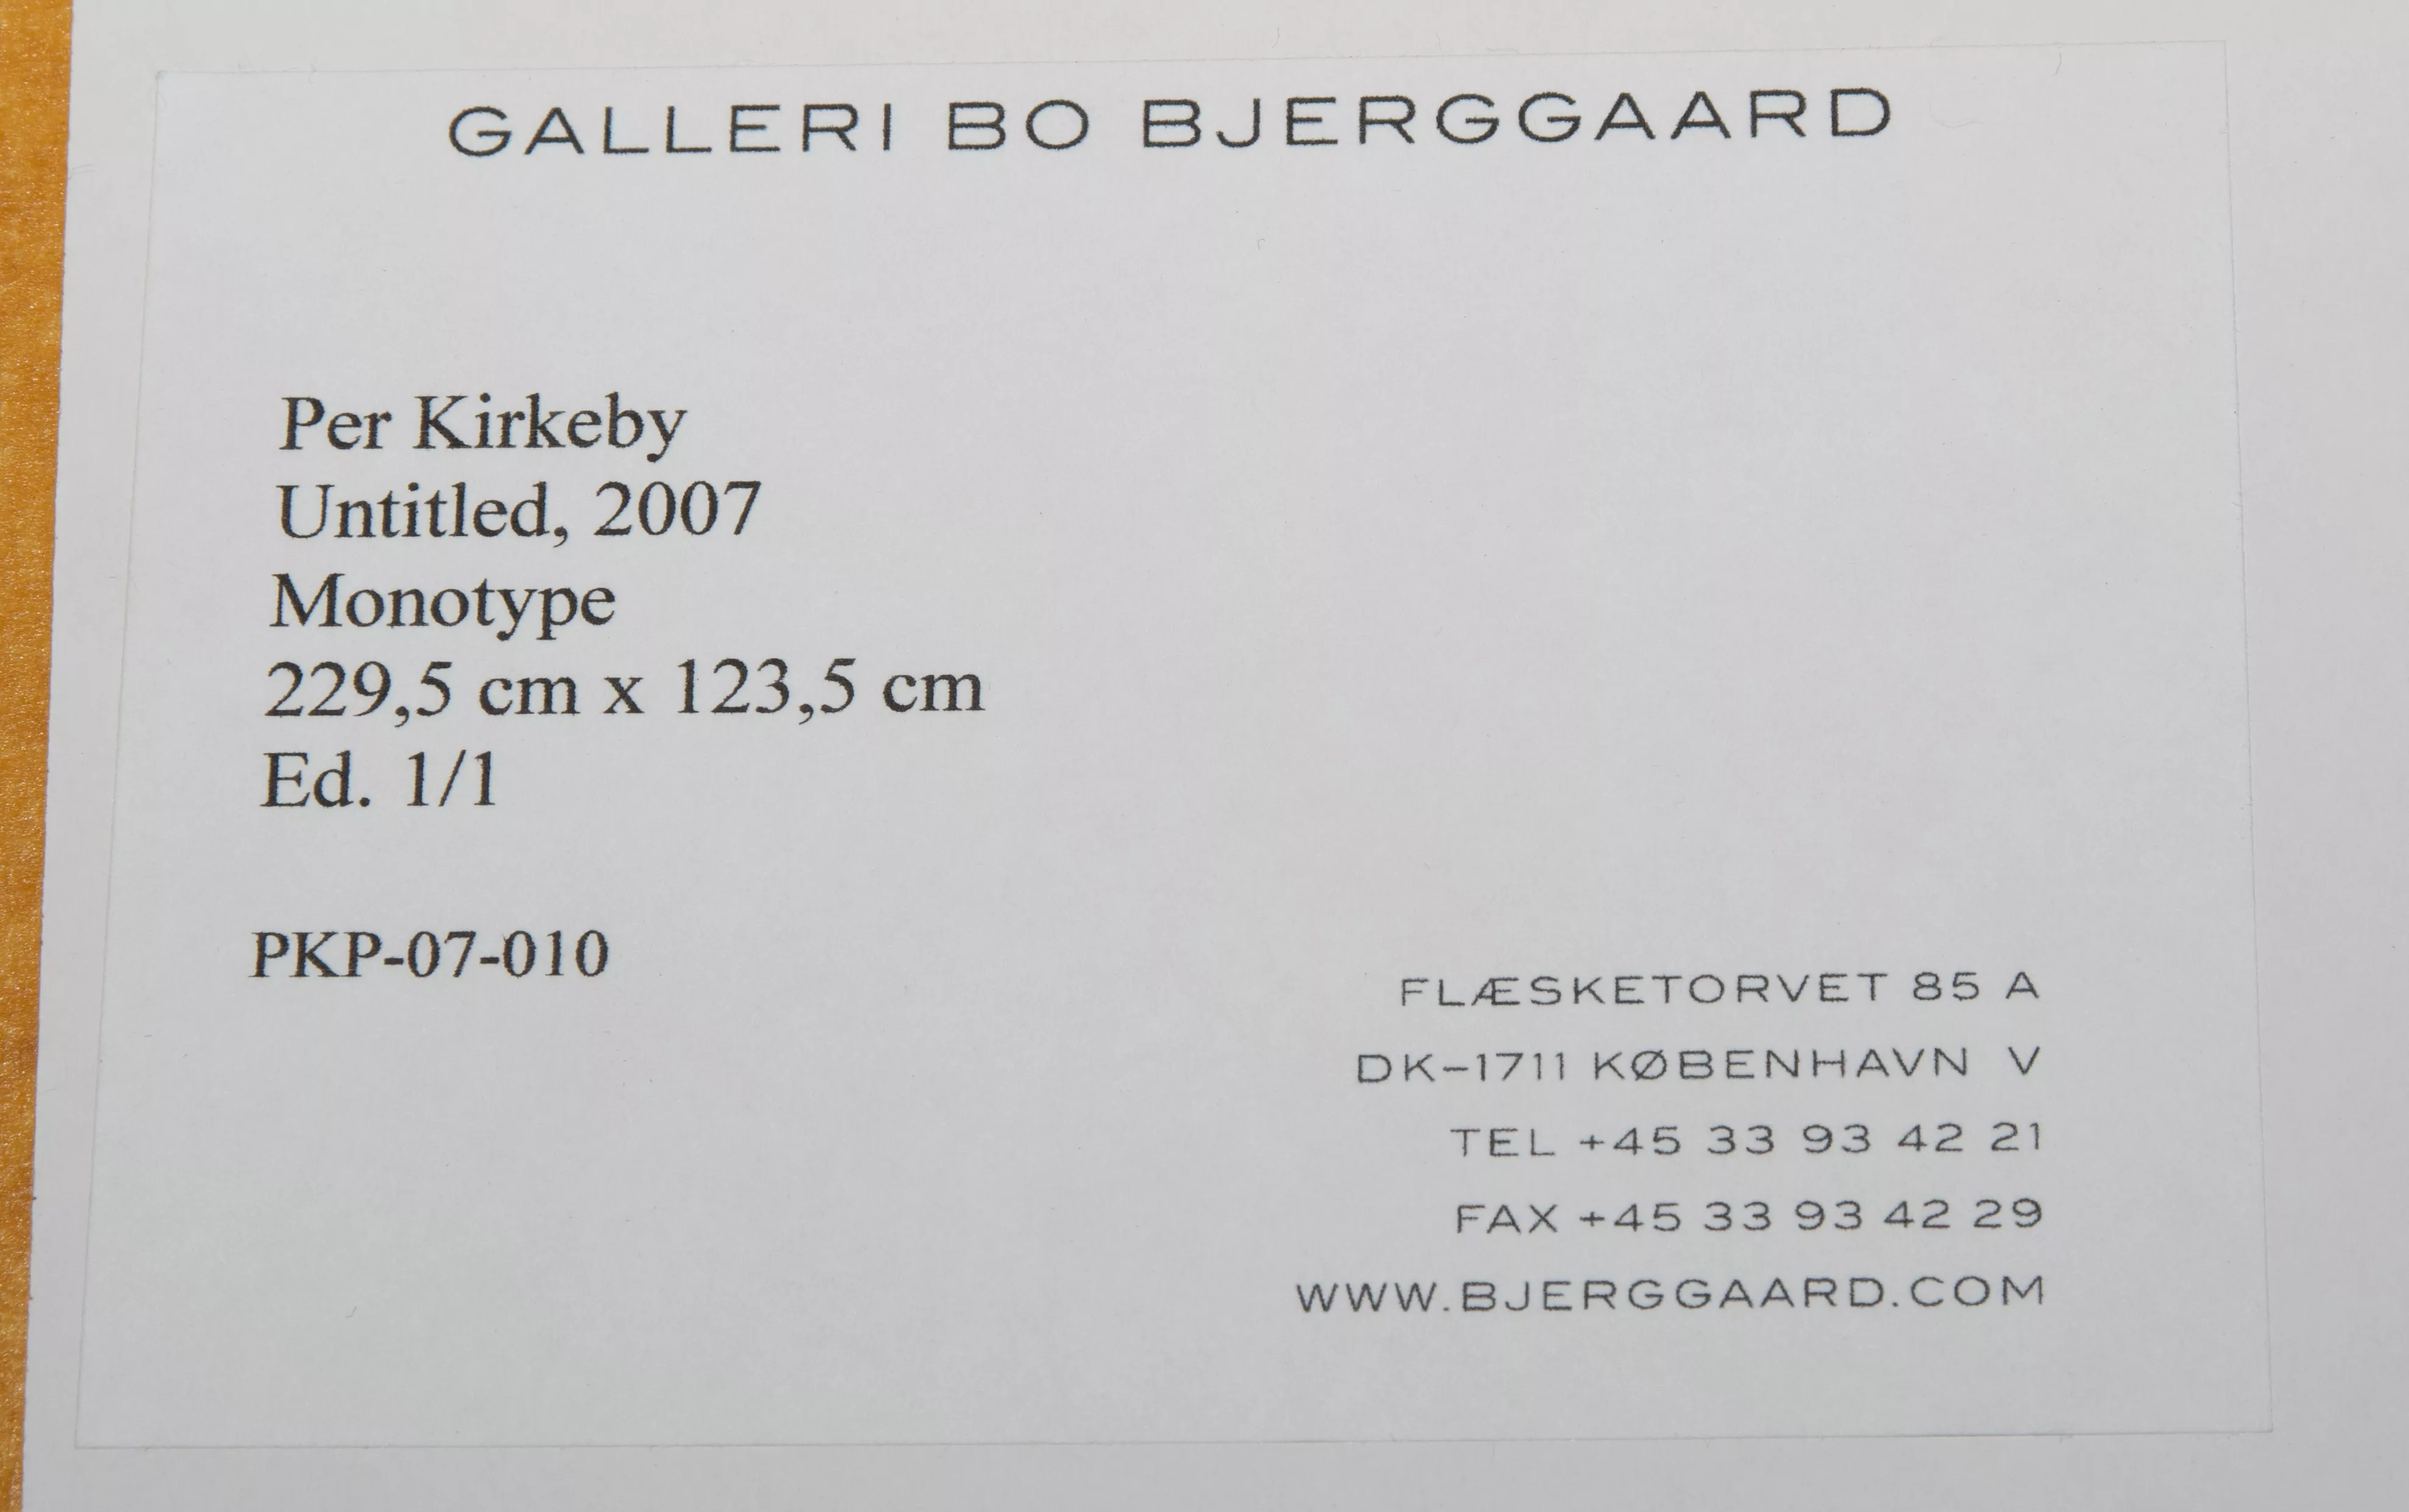 GALLERI BO BJERGGAARD
Per Kirkeby
Untitled, 2007
Monotype
229,5 cm x 123,5 cm
Ed. 1/1
PKP-07-010
FLÆSKETORVET 85 A
DK-1711 KØBENHAVN V
TEL +45 33 93 42 21
FAX +45 33 93 42 29
WWW.BJERGGAARD.COM